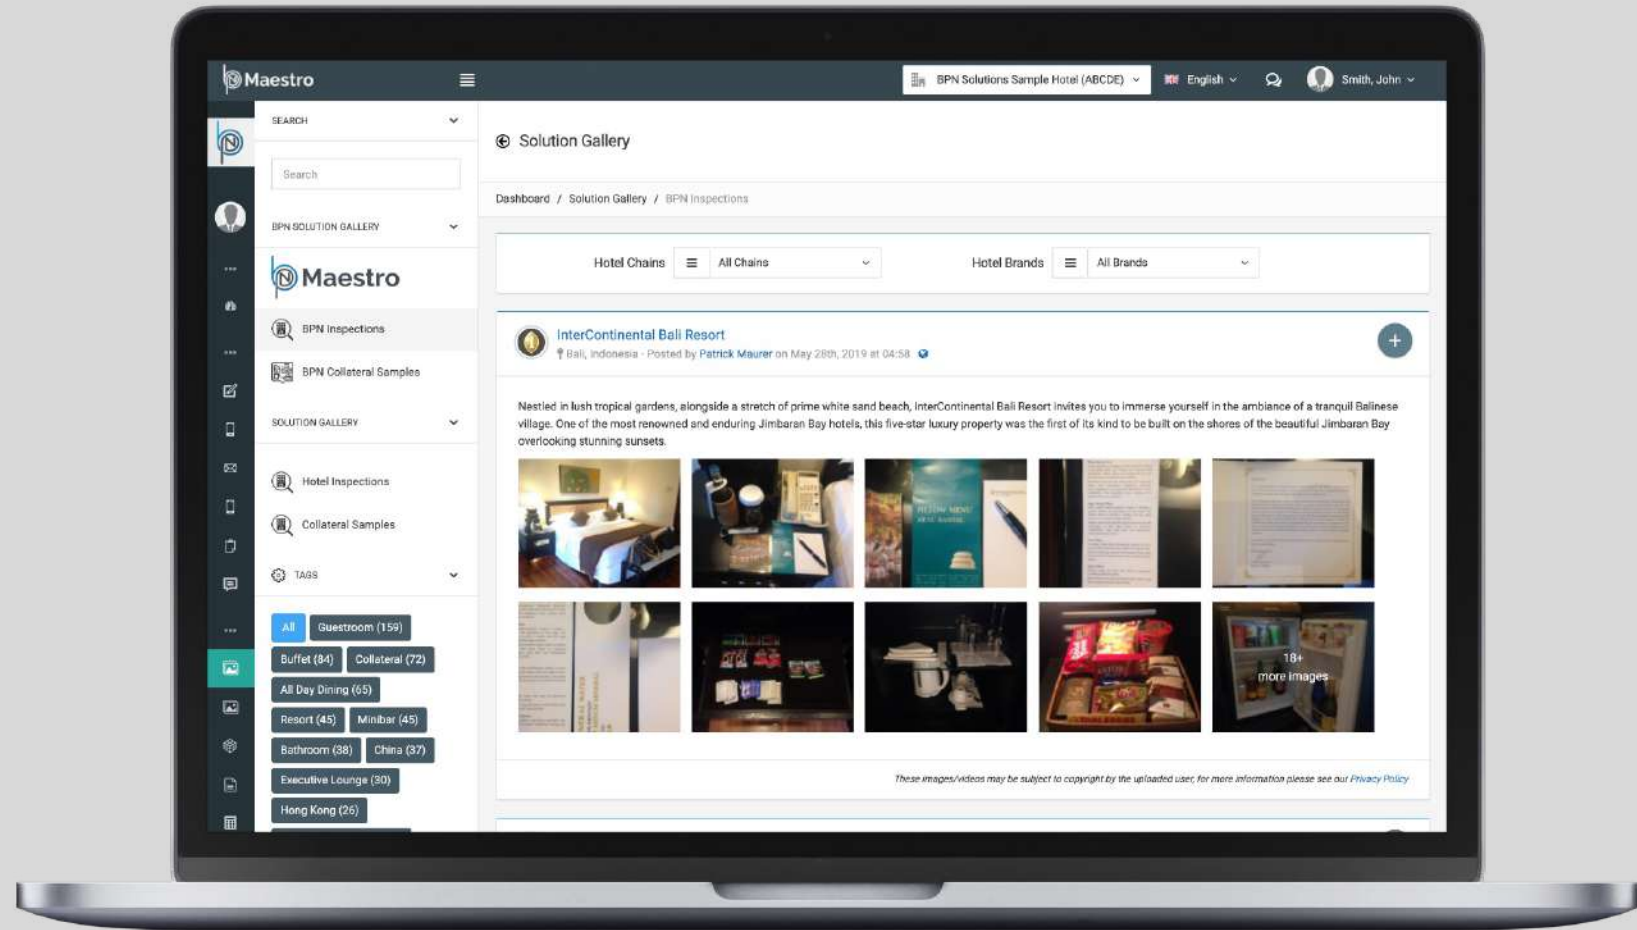 Maestro
BPN Solutions Sample Hotel (ABCDE)
English
Smith, John
SEARCH
Search
BPN SOLUTION GALLERY
Maestro
BPN Inspections
BPN Collateral Samples
SOLUTION GALLERY
Hotel Inspections
Collateral Samples
TAGS
All
Guestroom (159)
Buffet (84)
Collateral (72)
All Day Dining (65)
Resort (45)
Minibar (45)
Bathroom (38)
China (37)
Executive Lounge (30)
Hong Kong (26)
Solution Gallery
Dashboard / Solution Gallery / BPN Inspections
Hotel Chains
All Chains
Hotel Brands
All Brands
InterContinental Bali Resort
Bali, Indonesia - Posted by Patrick Maurer on May 28th, 2019 at 04:58
Nestled in lush tropical gardens, alongside a stretch of prime white sand beach, InterContinental Bali Resort invites you to immerse yourself in the ambiance of a tranquil Balinese
village. One of the most renowned and enduring Jimbaran Bay hotels, this five-star luxury property was the first of its kind to be built on the shores of the beautiful Jimbaran Bay
overlooking stunning sunsets.
PILLOW MENU
18+
more images
These images/videos may be subject to copyright by the uploaded user, for more information please see our Privacy Policy